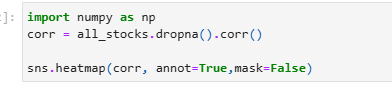 ]:
import numpy as np
corr = all_stocks.dropna().corr()
sns.heatmap(corr, annot=True,mask=False)